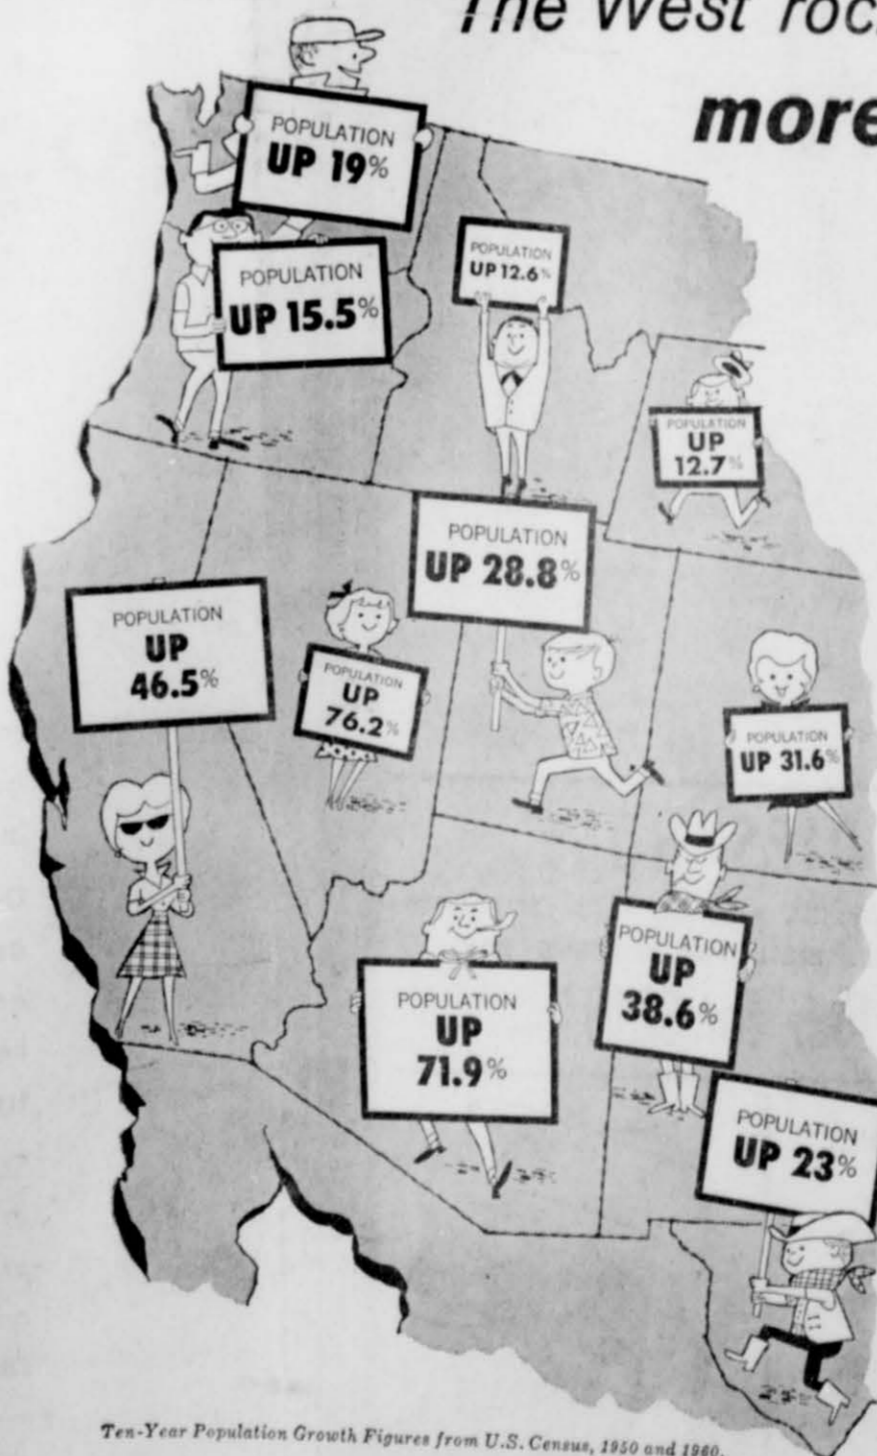 The West
more
POPULATION
UP 19%
POPULATION
UP 15.5%
POPULATION
UP 12.6%
POPULATION
UP
12.7%
POPULATION
UP 28.8%
POPULATION
UP
46.5%
POPULATION
UP
76.2%
POPULATION
UP 31.6%
POPULATION
UP
38.6%
POPULATION
UP
71.9%
POPULATION
UP 23%
Ten-Year Population Growth Figures from U.S. Census, 1950 and 1960.